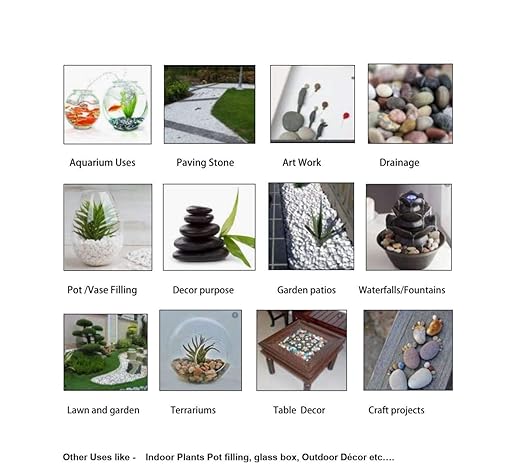 Aquarium Uses
Paving Stone
Art Work
Drainage
Pot /Vase Filling
Decor purpose
Garden patios
Waterfalls/Fountains
Lawn and garden
Terrariums
Table Decor
Craft projects
Other Uses like - Indoor Plants Pot filling, glass box, Outdoor Décor etc....